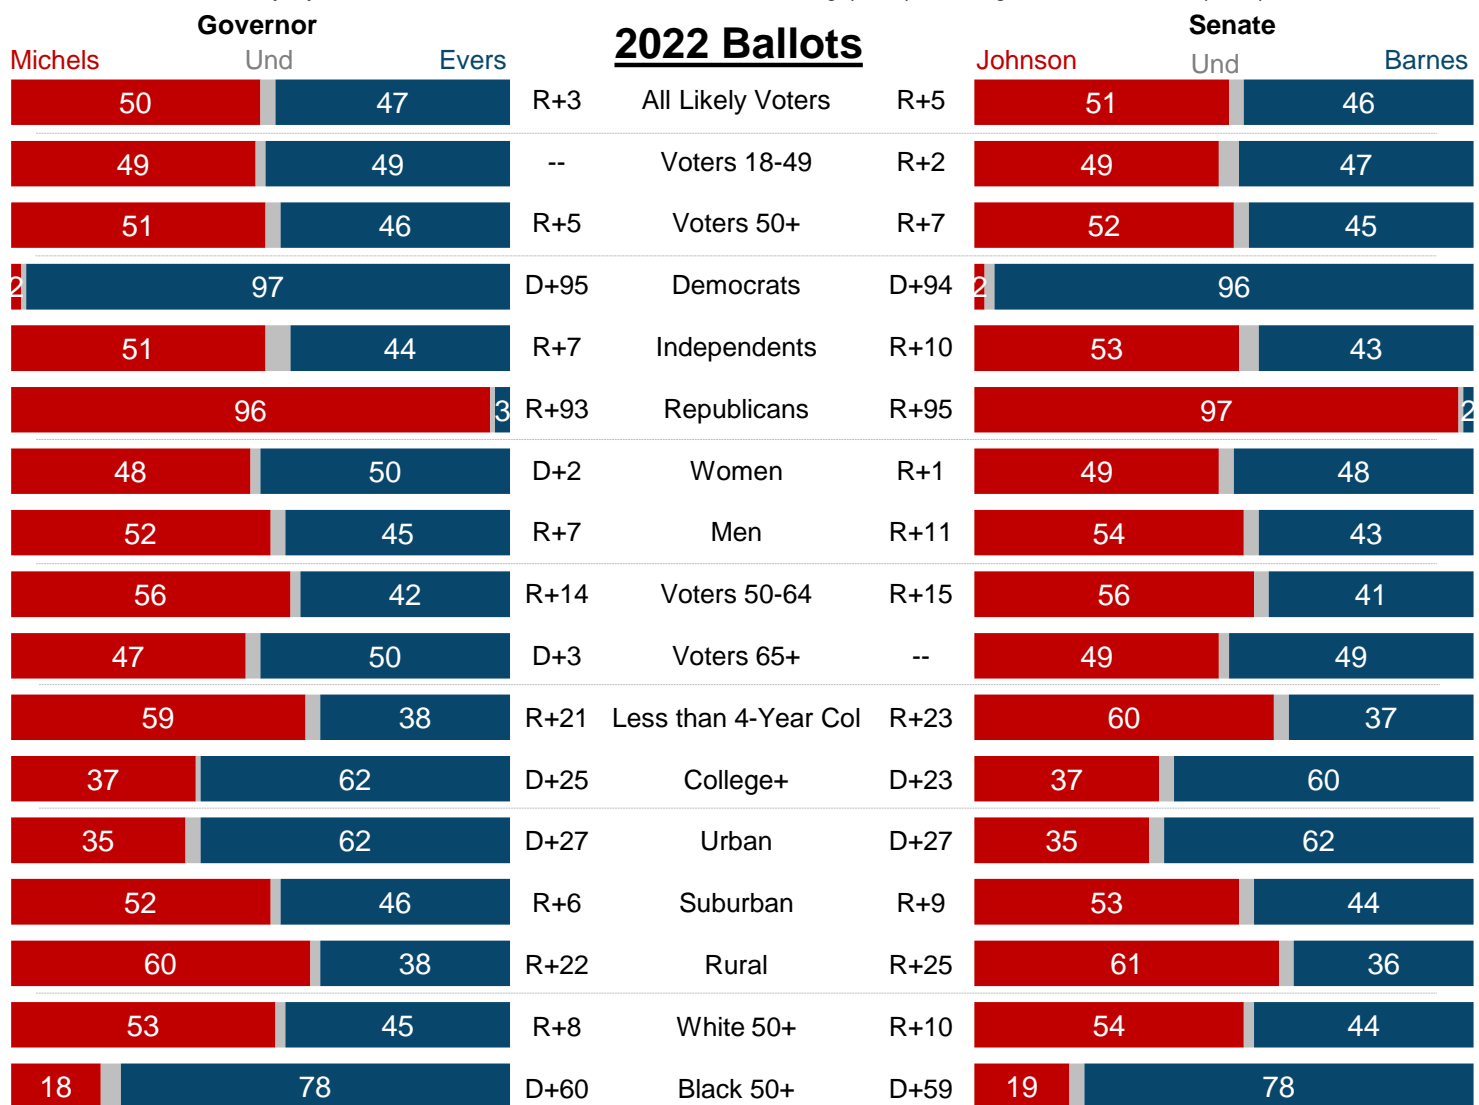 Governor
2022 Ballots
Senate
Michels Und Evers
Johnson Und Barnes
50 47 R+3 All Likely Voters R+5 51 46
49 49 -- Voters 18-49 R+2 49 47
51 46 R+5 Voters 50+ R+7 52 45
2 97 D+95 Democrats D+94 2 96
51 44 R+7 Independents R+10 53 43
96 3 R+93 Republicans R+95 97 2
48 50 D+2 Women R+1 49 48
52 45 R+7 Men R+11 54 43
56 42 R+14 Voters 50-64 R+15 56 41
47 50 D+3 Voters 65+ -- 49 49
59 38 R+21 Less than 4-Year Col R+23 60 37
37 62 D+25 College+ D+23 37 60
35 62 D+27 Urban D+27 35 62
52 46 R+6 Suburban R+9 53 44
60 38 R+22 Rural R+25 61 36
53 45 R+8 White 50+ R+10 54 44
18 78 D+60 Black 50+ D+59 19 78